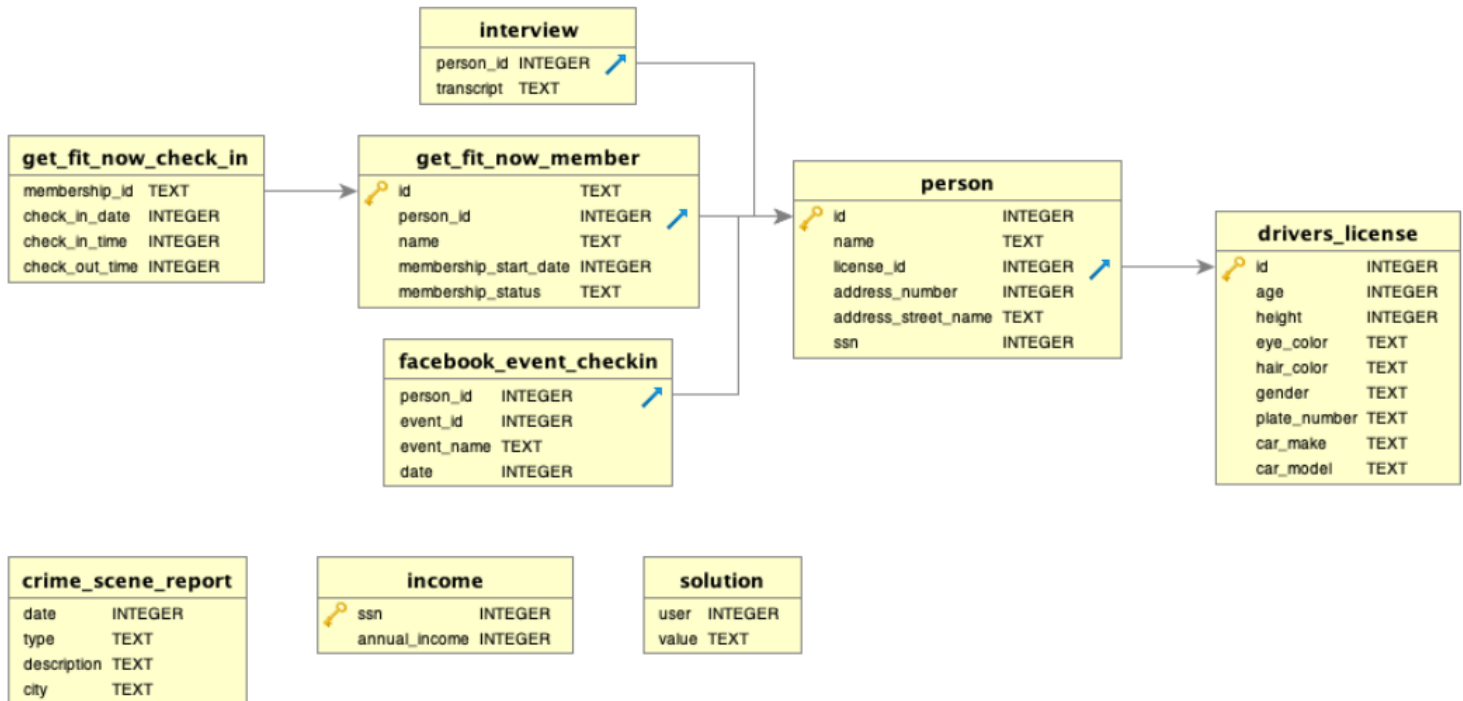 interview
person_id INTEGER
transcript TEXT
get_fit_now_check_in
membership_id TEXT
check_in_date INTEGER
check_in_time INTEGER
check_out_time INTEGER
get_fit_now_member
id TEXT
person_id INTEGER
name TEXT
membership_start_date INTEGER
membership_status TEXT
person
id INTEGER
name TEXT
license_id INTEGER
address_number INTEGER
address_street_name TEXT
ssn INTEGER
drivers_license
id INTEGER
age INTEGER
height INTEGER
eye_color TEXT
hair_color TEXT
gender TEXT
plate_number TEXT
car_make TEXT
car_model TEXT
facebook_event_checkin
person_id INTEGER
event_id INTEGER
event_name TEXT
date INTEGER
crime_scene_report
date INTEGER
type TEXT
description TEXT
city TEXT
income
ssn INTEGER
annual_income INTEGER
solution
user INTEGER
value TEXT